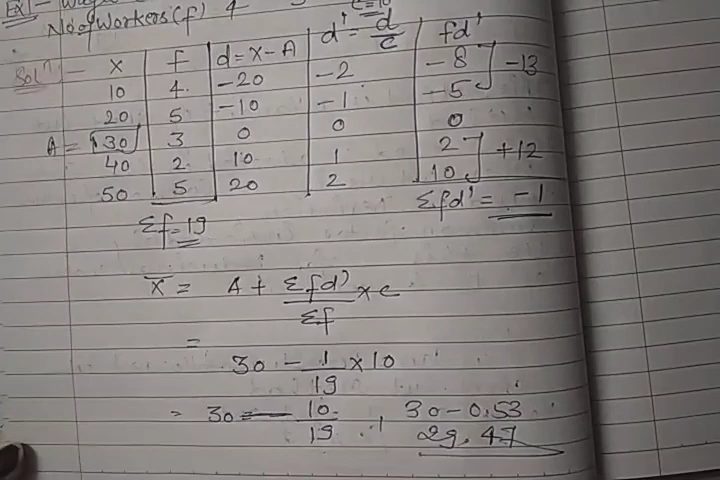 Ex - Wages
No of Workers (f) 4 c=10
Solⁿ - x f d=x-A d' = d/c fd'
10 4 -20 -2 -8 -13
20 5 -10 -1 -5
A = 30 3 0 0 0
40 2 10 1 2 +12
50 5 20 2 10
Σf=19 Σfd' = -1
x̄ = A + Σfd'/Σf × c
=
30 - 1/19 × 10
= 30 - 10/19 , 30-0.53
29.47